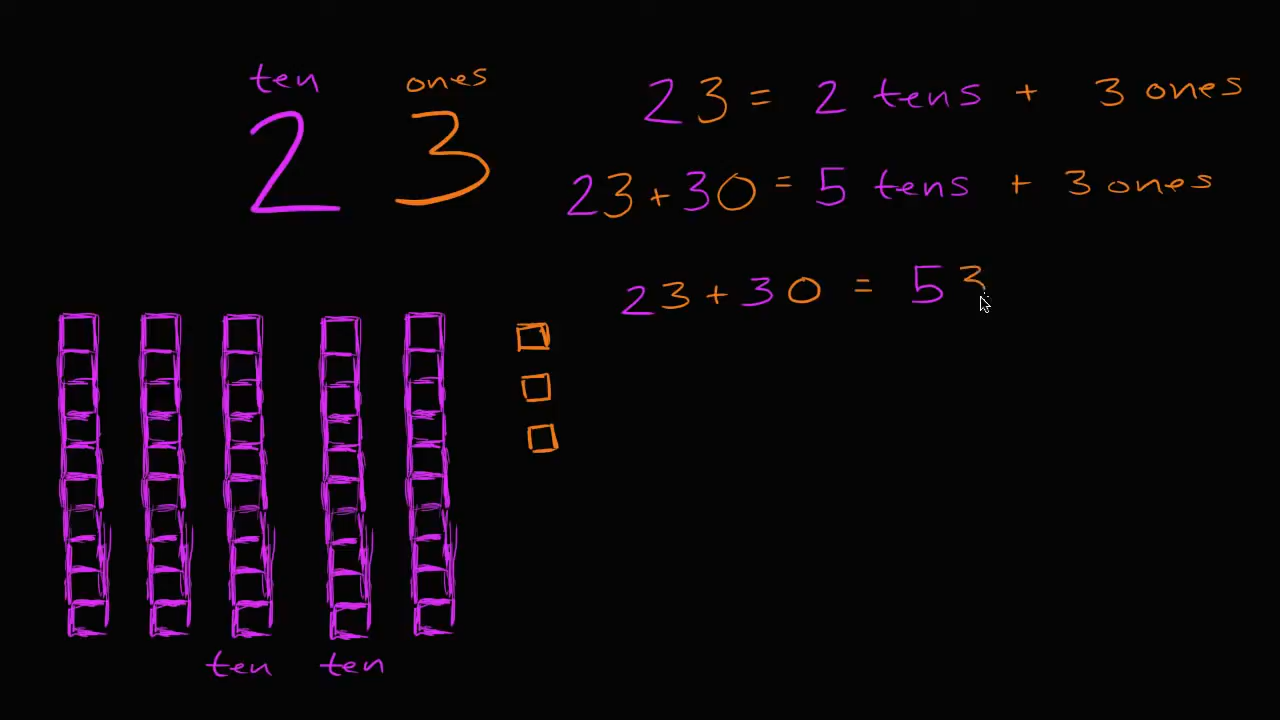 ten ones
2 3
23 = 2 tens + 3 ones
23 + 30 = 5 tens + 3 ones
23 + 30 = 53
ten ten